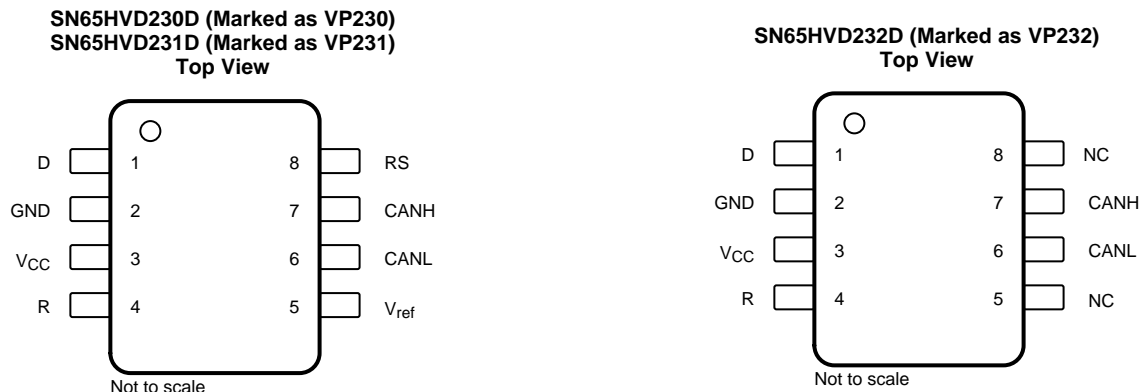 SN65HVD230D (Marked as VP230)
SN65HVD231D (Marked as VP231)
Top View
D 1 8 RS
GND 2 7 CANH
VCC 3 6 CANL
R 4 5 Vref
Not to scale
SN65HVD232D (Marked as VP232)
Top View
D 1 8 NC
GND 2 7 CANH
VCC 3 6 CANL
R 4 5 NC
Not to scale